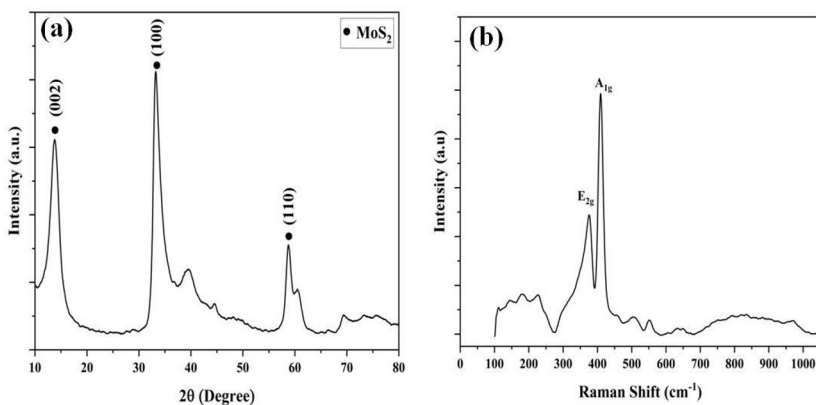 (a)
● MoS₂
● (002)
● (100)
● (110)
Intensity (a.u.)
10 20 30 40 50 60 70 80
2θ (Degree)
(b)
A₁g
E₂g
Intensity (a.u)
0 100 200 300 400 500 600 700 800 900 1000
Raman Shift (cm⁻¹)